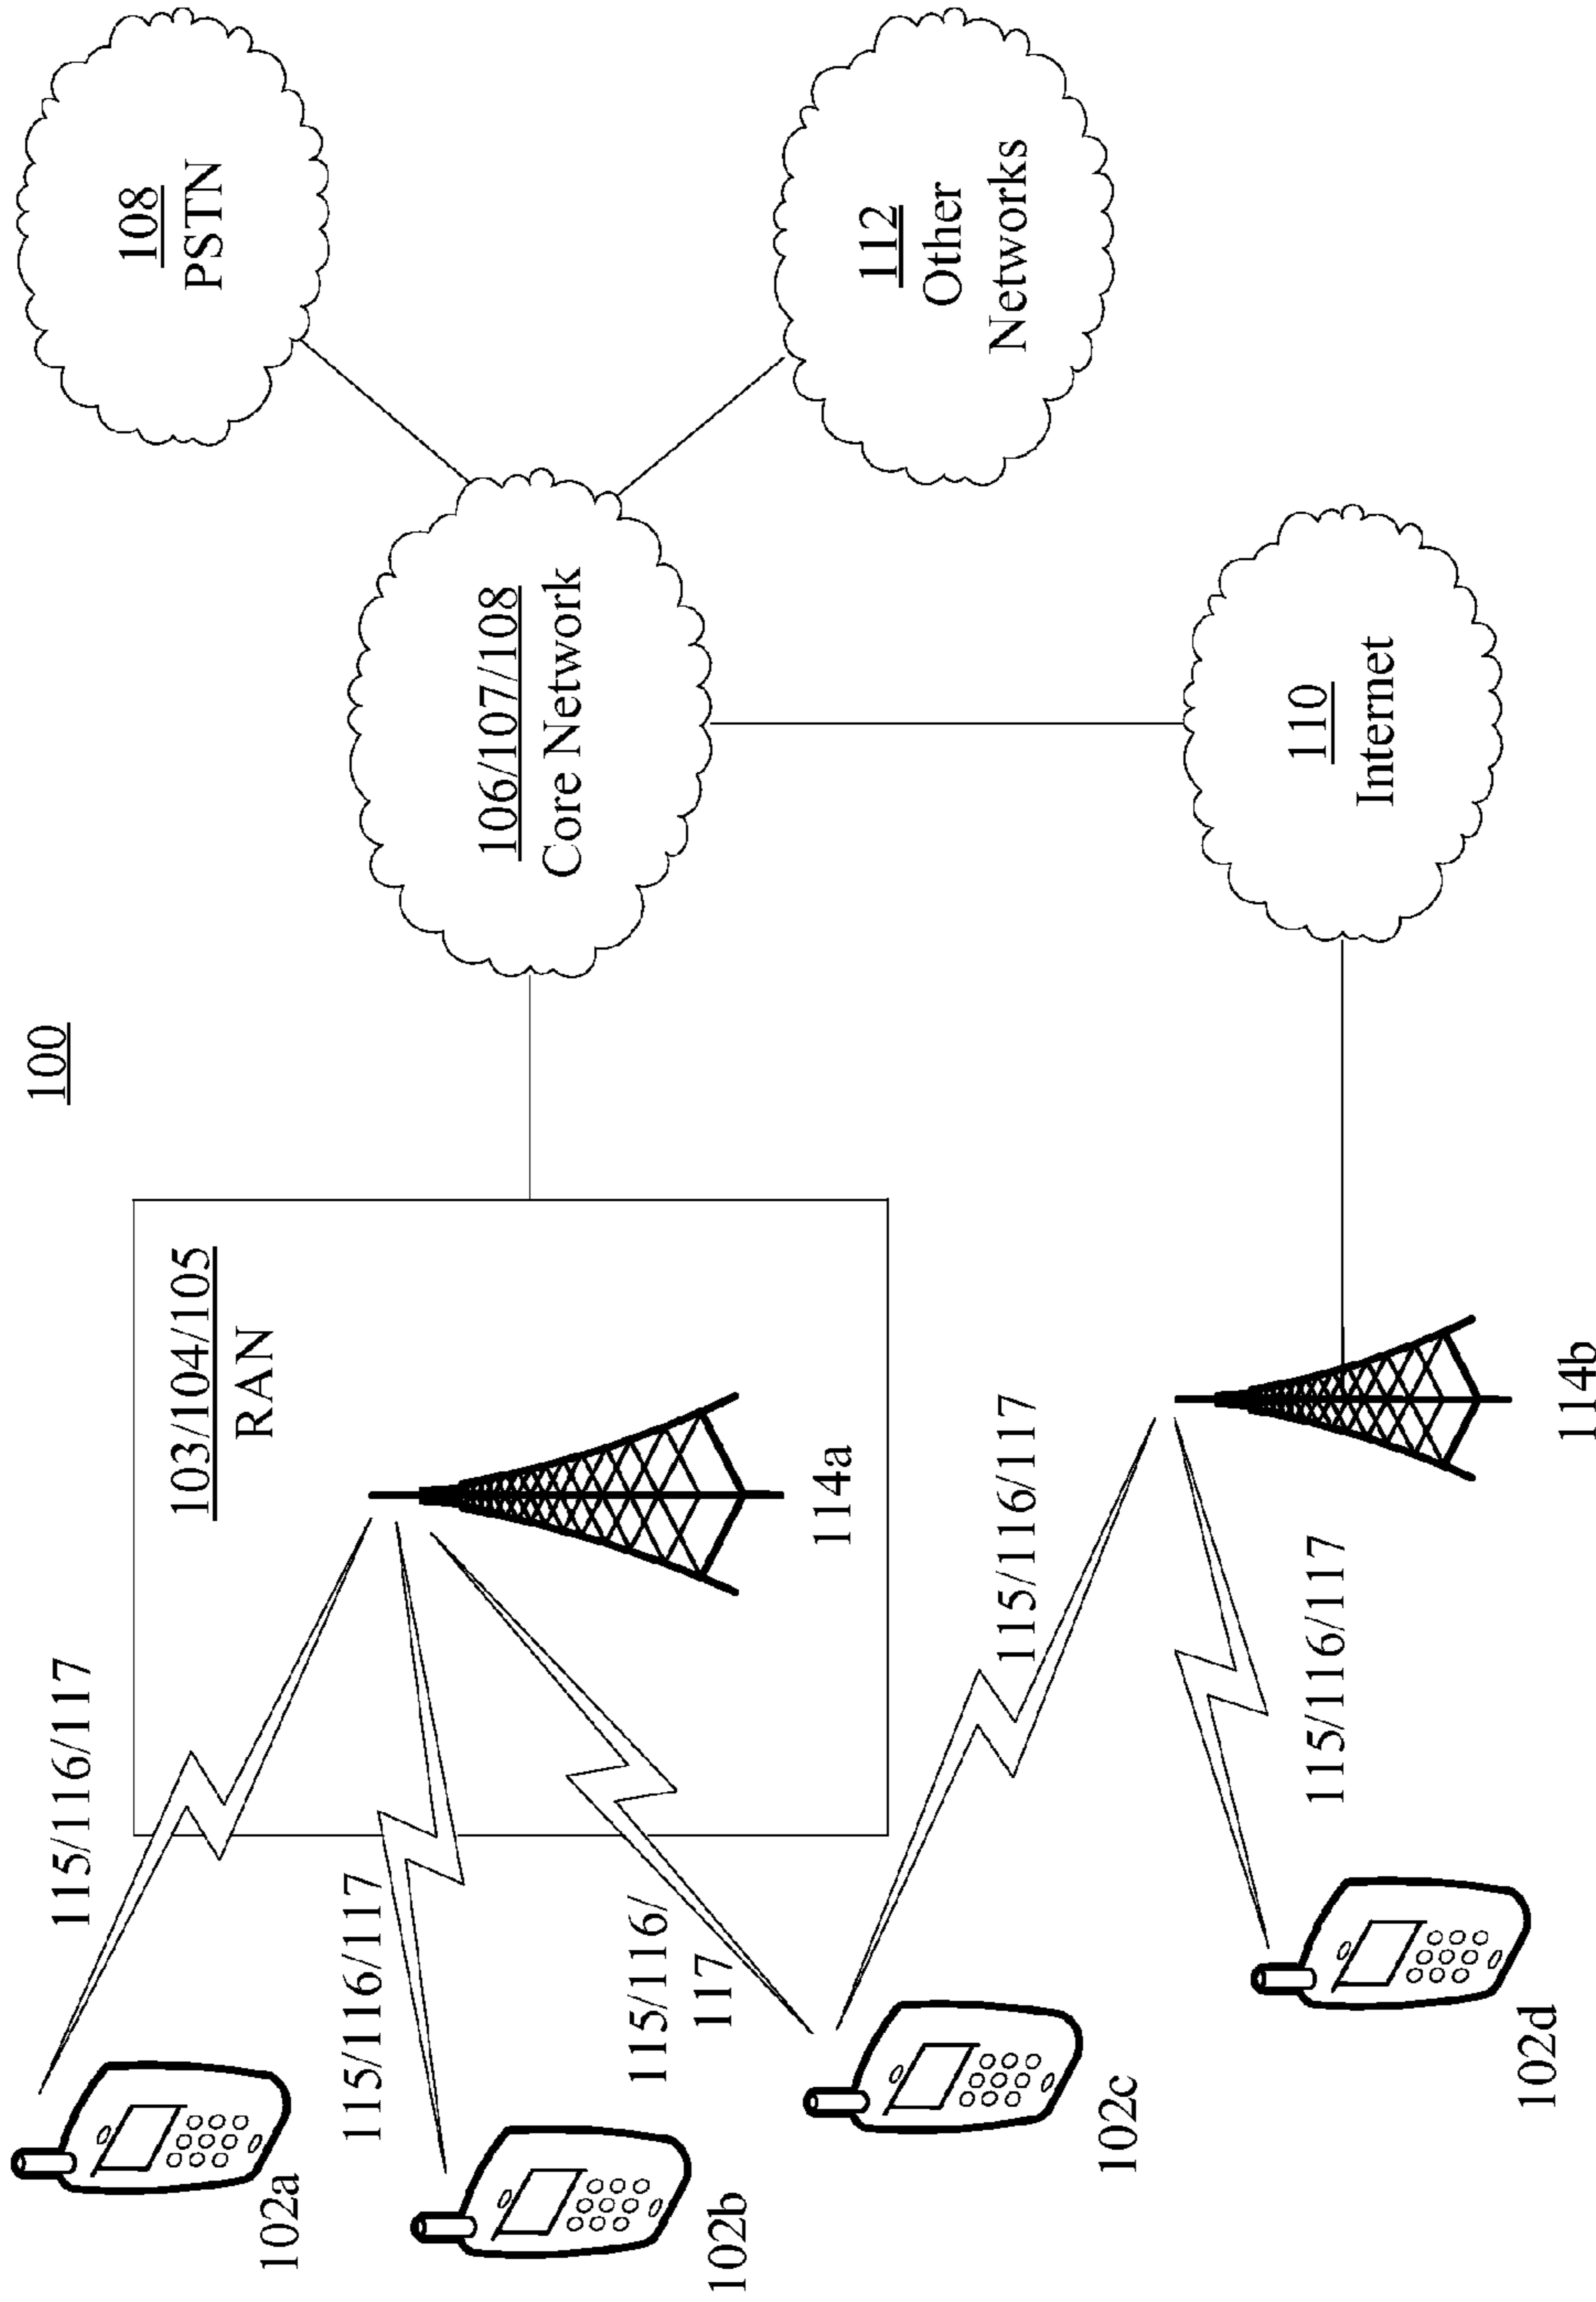 100
115/116/117
103/104/105
RAN
108
PSTN
102a
115/116/117
106/107/108
Core Network
102b
115/116/
117
114a
112
Other
Networks
115/116/117
102c
115/116/117
110
Internet
102d
114b